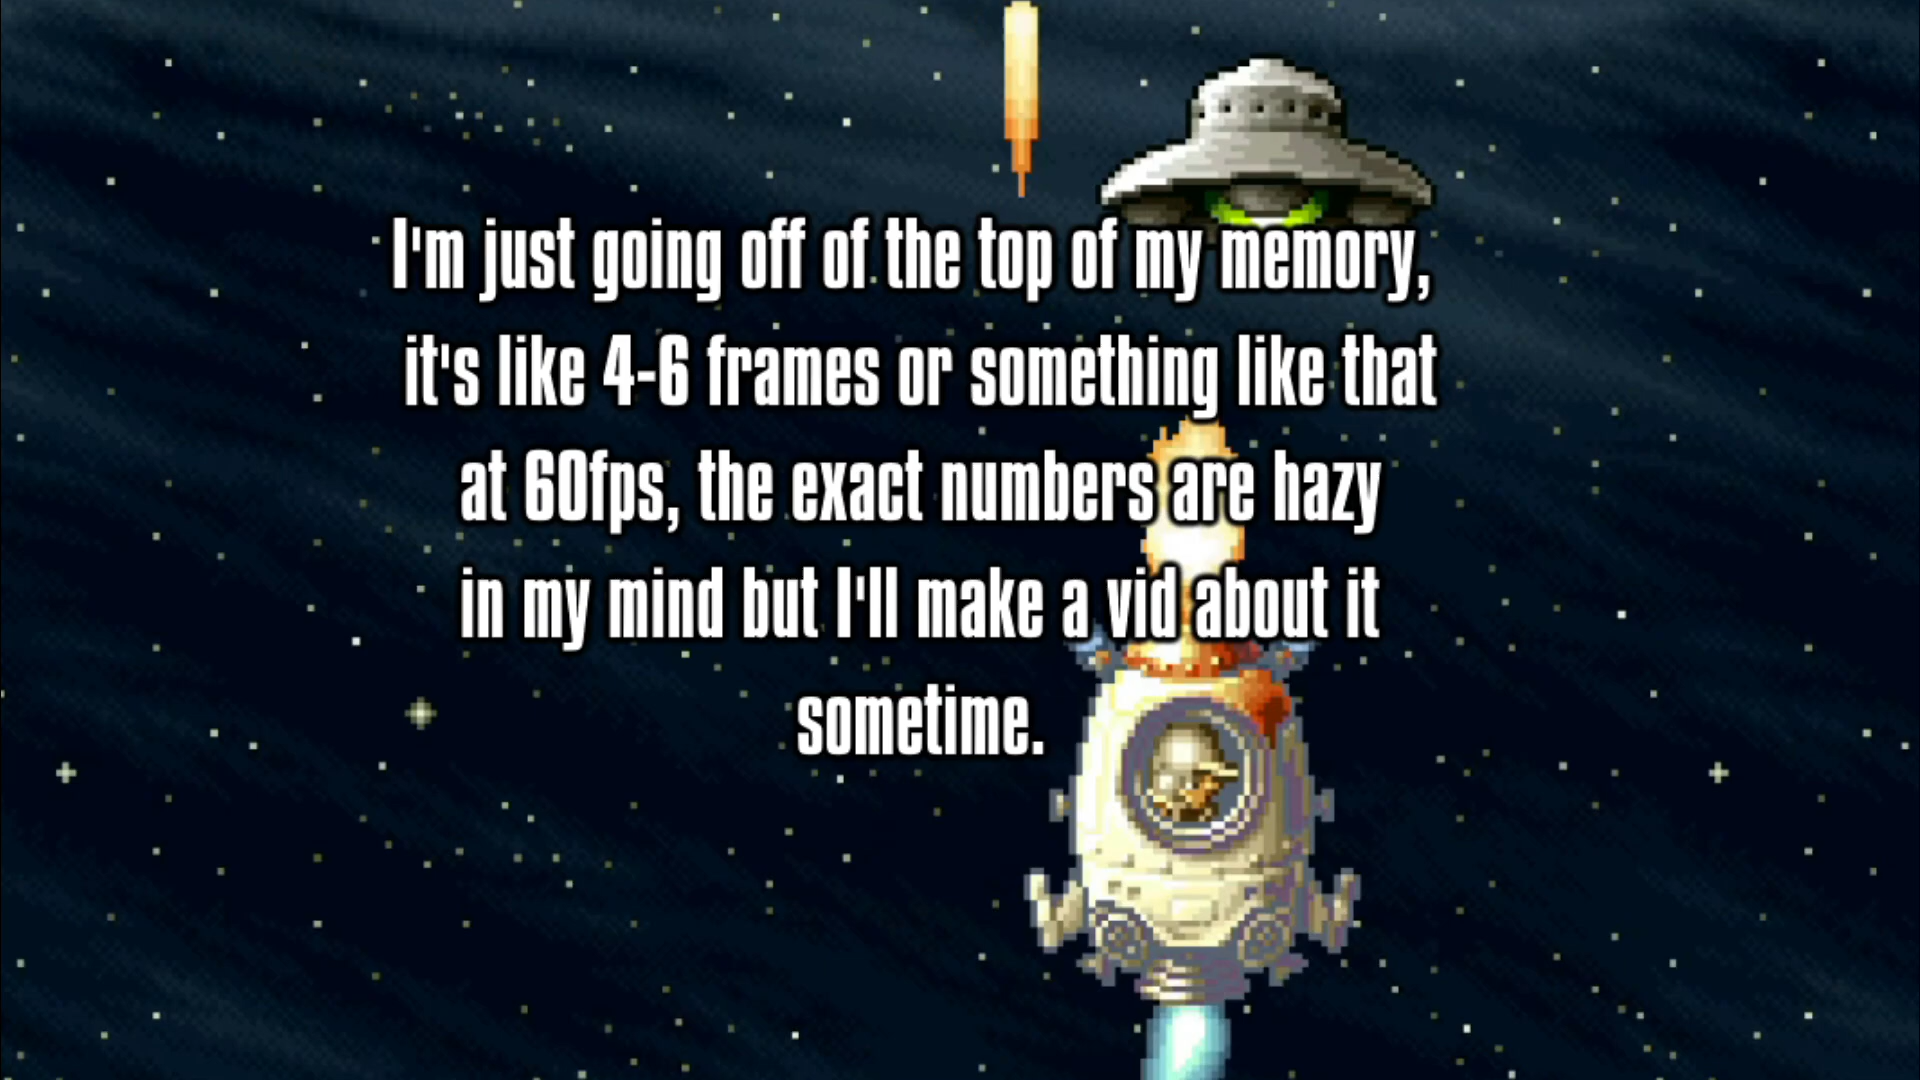 I'm just going off of the top of my memory,
it's like 4-6 frames or something like that
at 60fps, the exact numbers are hazy
in my mind but I'll make a vid about it
sometime.